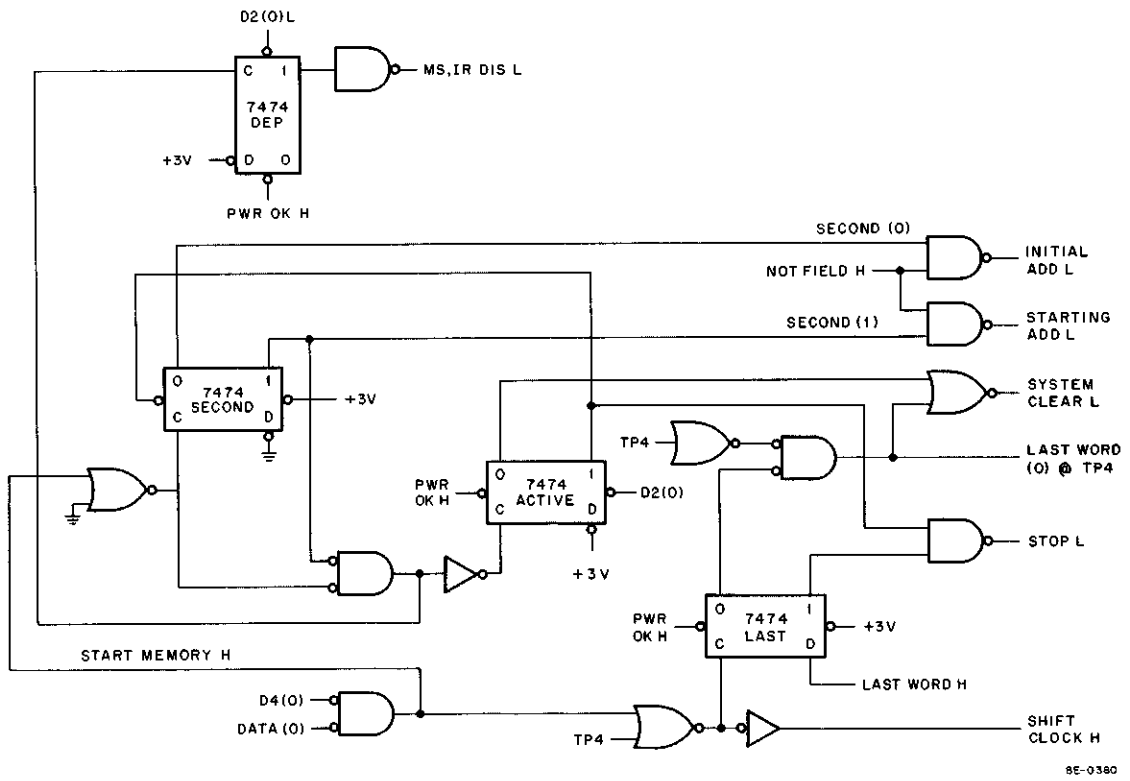 D2(0)L
C 1
7474
DEP
D 0
+3V
PWR OK H
MS,IR DIS L
SECOND (0)
INITIAL
ADD L
NOT FIELD H
SECOND (1)
STARTING
ADD L
0 1
7474
SECOND
C D
+3V
SYSTEM
CLEAR L
TP4
LAST WORD
(0) @ TP4
0 1
7474
ACTIVE
C D
PWR
OK H
D2(0)
+3V
STOP L
0 1
7474
LAST
C D
PWR
OK H
+3V
LAST WORD H
START MEMORY H
D4(0)
DATA(0)
TP4
SHIFT
CLOCK H
8E-0380